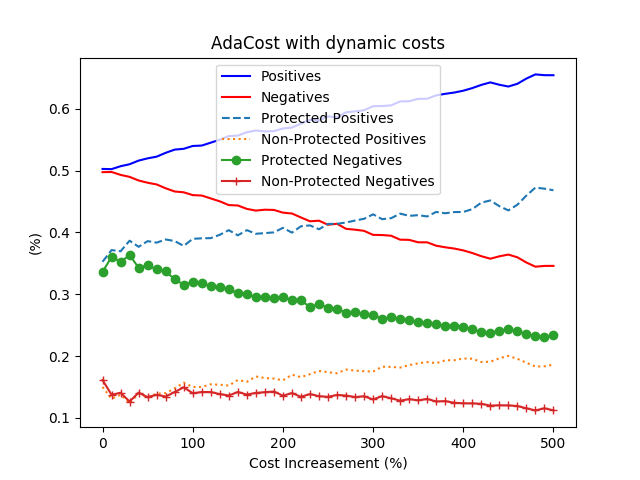 AdaCost with dynamic costs
Positives
Negatives
Protected Positives
Non-Protected Positives
Protected Negatives
Non-Protected Negatives
(%)
0.6
0.5
0.4
0.3
0.2
0.1
0 100 200 300 400 500
Cost Increasement (%)